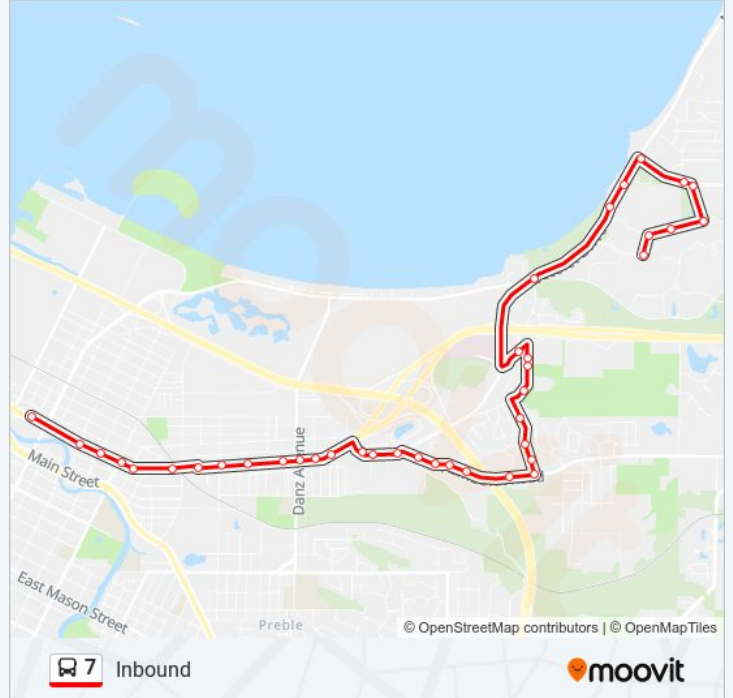 Main Street
Danz Avenue
East Mason Street
Preble
© OpenStreetMap contributors | © OpenMapTiles
7 Inbound
moovit